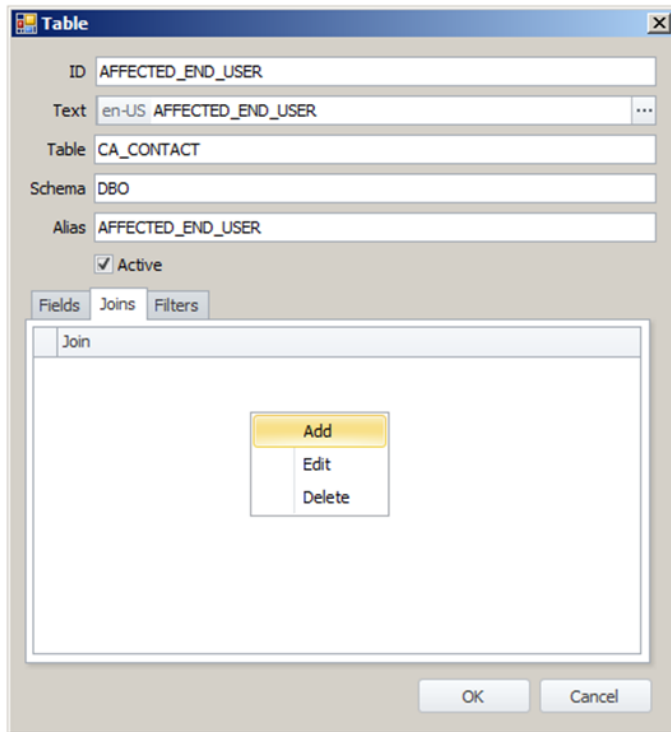 Table
ID AFFECTED_END_USER
Text en-US AFFECTED_END_USER ...
Table CA_CONTACT
Schema DBO
Alias AFFECTED_END_USER
Active
Fields Joins Filters
Join
Add
Edit
Delete
OK Cancel